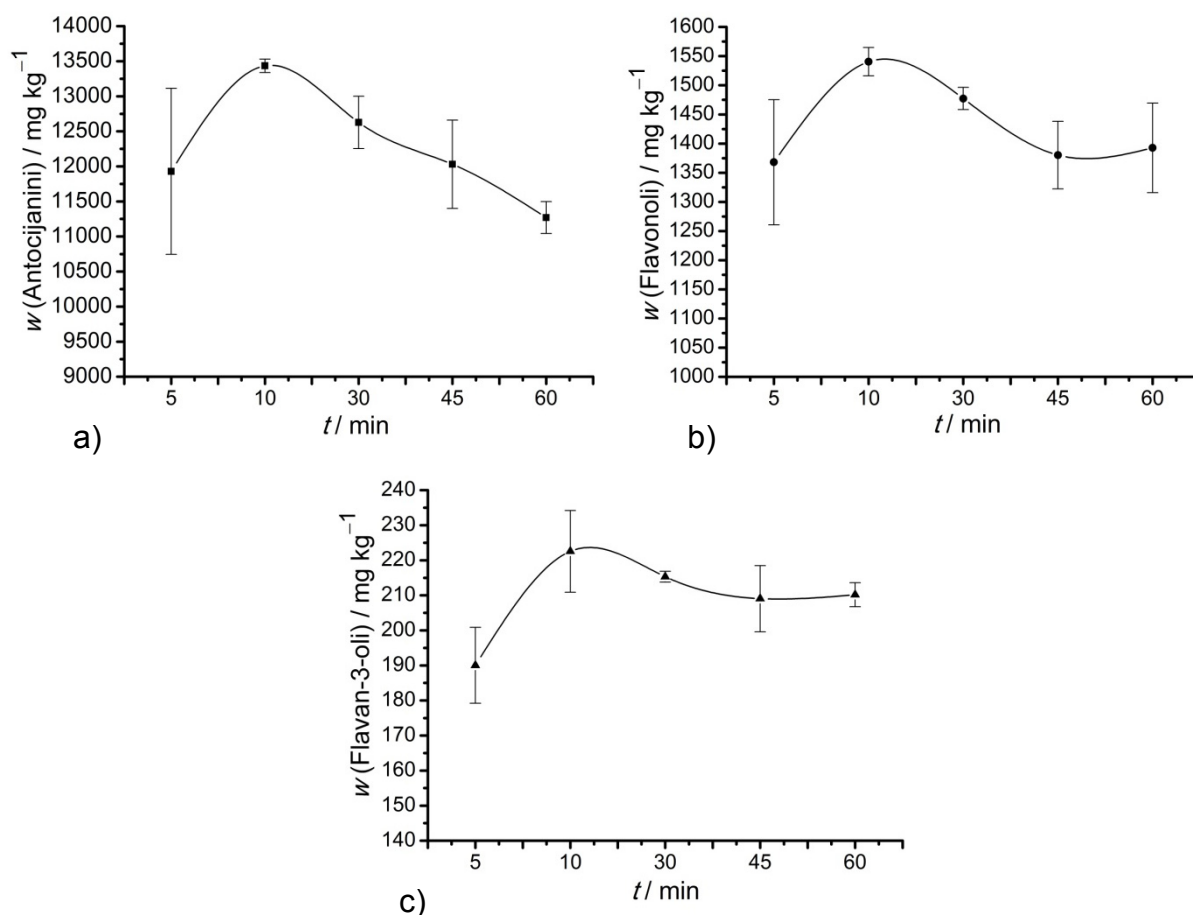 w (Antocijanini) / mg kg⁻¹
14000
13500
13000
12500
12000
11500
11000
10500
10000
9500
9000
5 10 30 45 60
t / min
a)
w (Flavonoli) / mg kg⁻¹
1600
1550
1500
1450
1400
1350
1300
1250
1200
1150
1100
1050
1000
5 10 30 45 60
t / min
b)
w (Flavan-3-oli) / mg kg⁻¹
240
230
220
210
200
190
180
170
160
150
140
5 10 30 45 60
t / min
c)